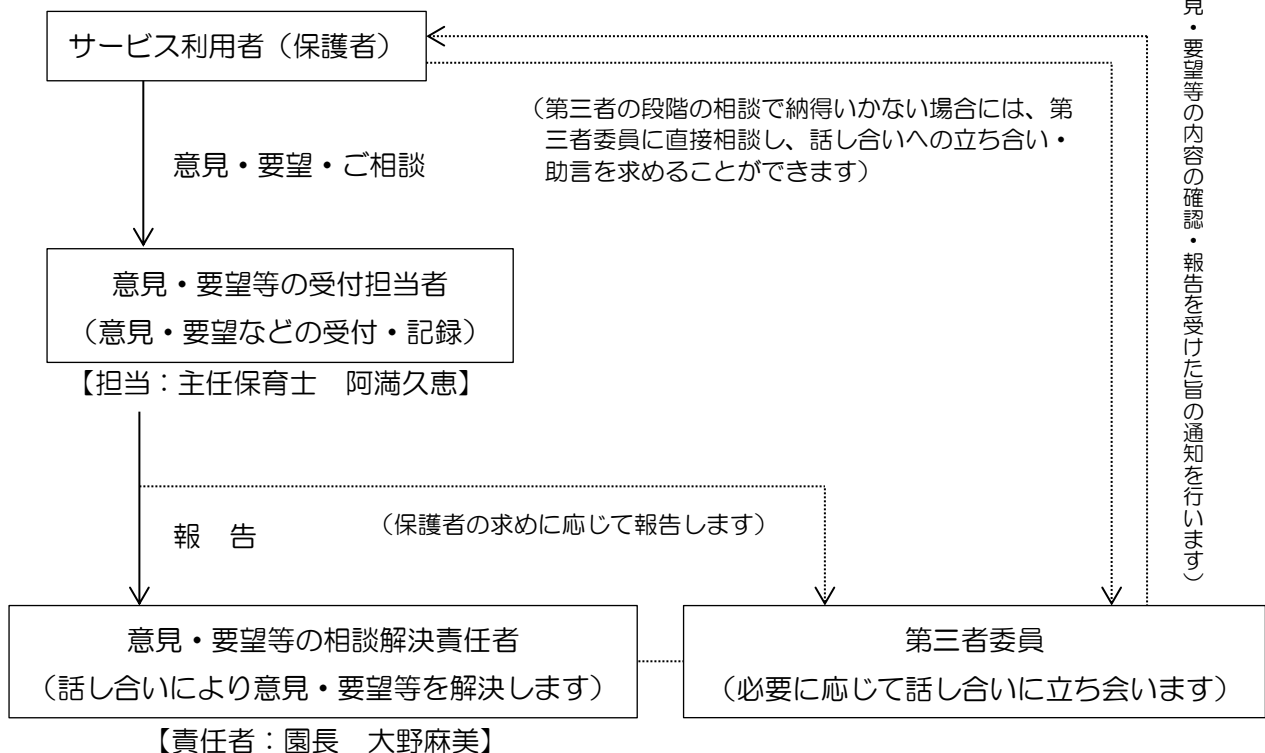 サービス利用者（保護者）
（第三者の段階の相談で納得いかない場合には、第
三者委員に直接相談し、話し合いへの立ち合い・
助言を求めることができます）
意見・要望・ご相談
見・要望等の内容の確認・報告を受けた旨の通知を行います）
意見・要望等の受付担当者
（意見・要望などの受付・記録）
【担当：主任保育士　阿満久恵】
報　告
（保護者の求めに応じて報告します）
意見・要望等の相談解決責任者
（話し合いにより意見・要望等を解決します）
【責任者：園長　大野麻美】
第三者委員
（必要に応じて話し合いに立ち会います）